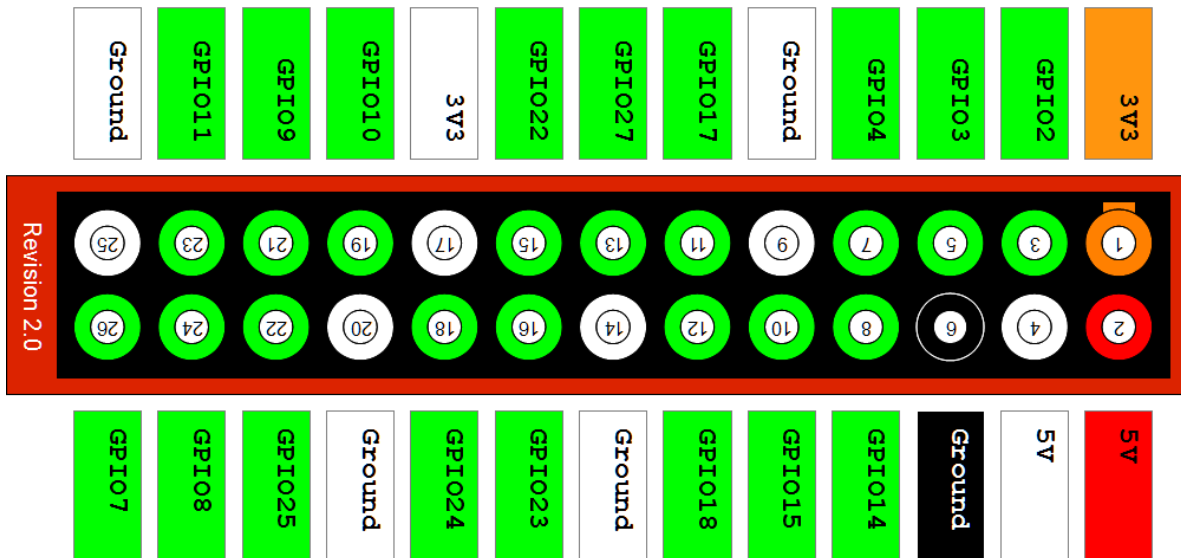 Ground
GPIO11
GPIO9
GPIO10
3V3
GPIO22
GPIO27
GPIO17
Ground
GPIO4
GPIO3
GPIO2
3V3
Revision 2.0
25
23
21
19
17
15
13
11
9
7
5
3
1
26
24
22
20
18
16
14
12
10
8
6
4
2
GPIO7
GPIO8
GPIO25
Ground
GPIO24
GPIO23
Ground
GPIO18
GPIO15
GPIO14
Ground
5V
5V